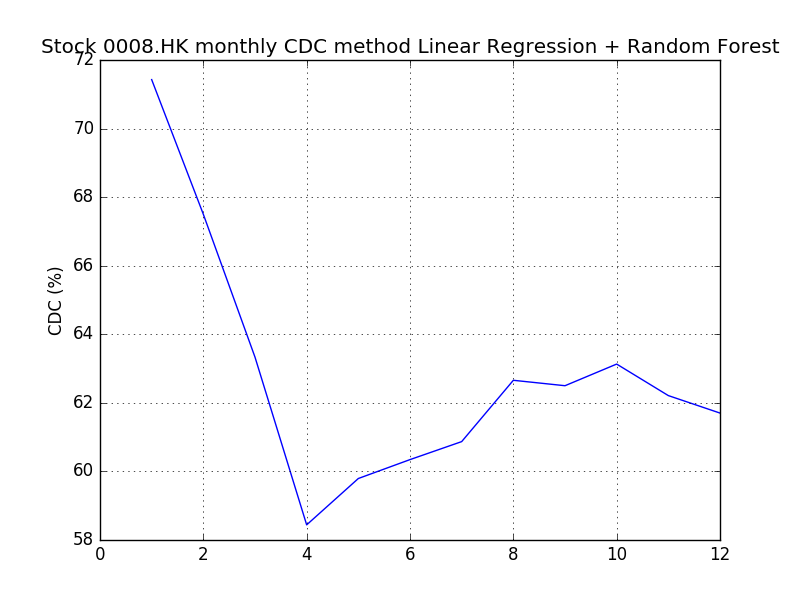 Stock 0008.HK monthly CDC method Linear Regression + Random Forest
72
70
68
66
64
62
60
58
CDC (%)
0 2 4 6 8 10 12